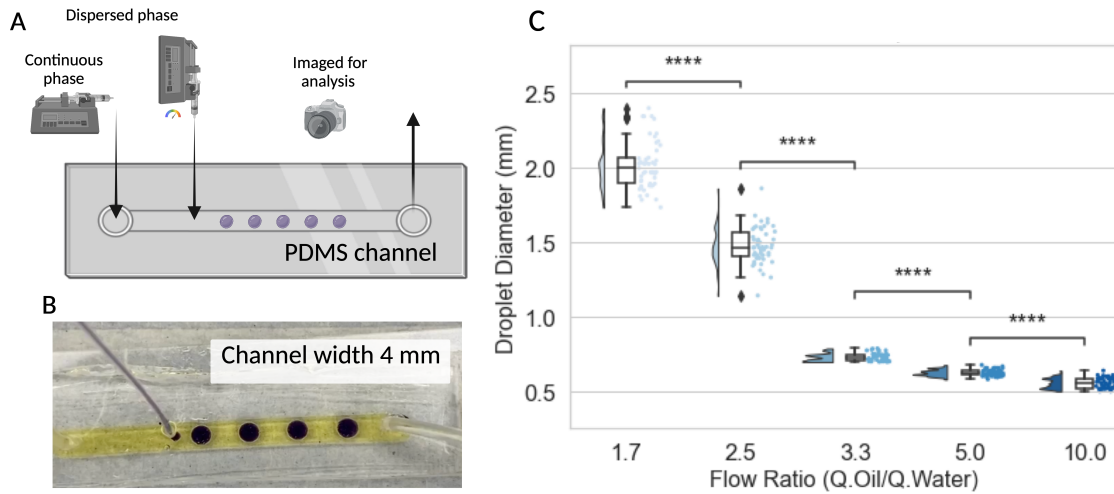 A
Dispersed phase
Continuous
phase
Imaged for
analysis
PDMS channel
B
Channel width 4 mm
C
****
****
****
****
2.5
2.0
1.5
1.0
0.5
Droplet Diameter (mm)
1.7 2.5 3.3 5.0 10.0
Flow Ratio (Q.Oil/Q.Water)